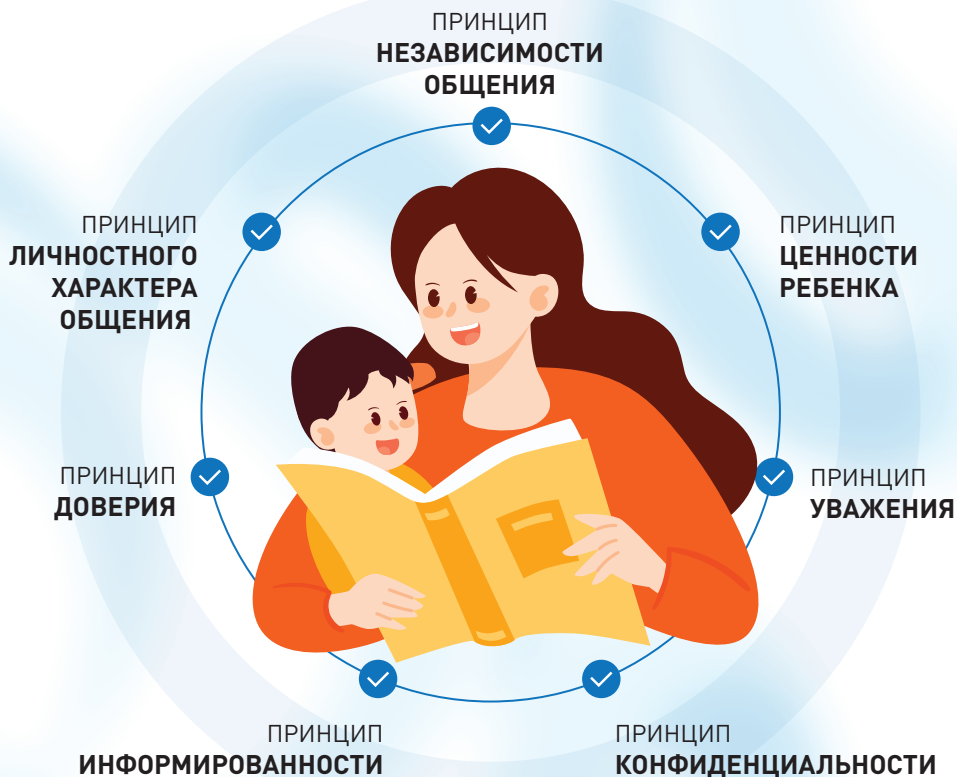 ПРИНЦИП
НЕЗАВИСИМОСТИ
ОБЩЕНИЯ
ПРИНЦИП
ЦЕННОСТИ
РЕБЕНКА
ПРИНЦИП
УВАЖЕНИЯ
ПРИНЦИП
КОНФИДЕНЦИАЛЬНОСТИ
ПРИНЦИП
ИНФОРМИРОВАННОСТИ
ПРИНЦИП
ДОВЕРИЯ
ПРИНЦИП
ЛИЧНОСТНОГО
ХАРАКТЕРА
ОБЩЕНИЯ